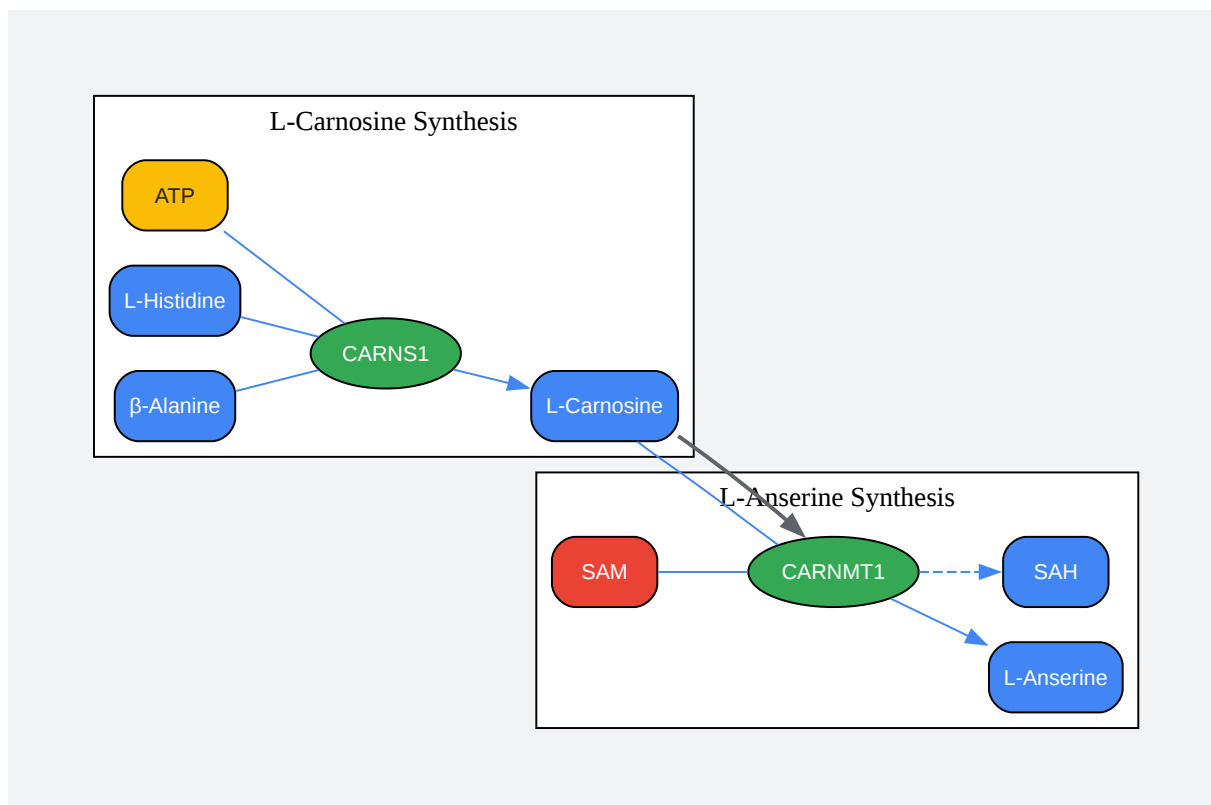 L-Carnosine Synthesis
ATP
L-Histidine
CARNS1
β-Alanine
L-Carnosine
L-Anserine Synthesis
SAM
CARNMT1
SAH
L-Anserine